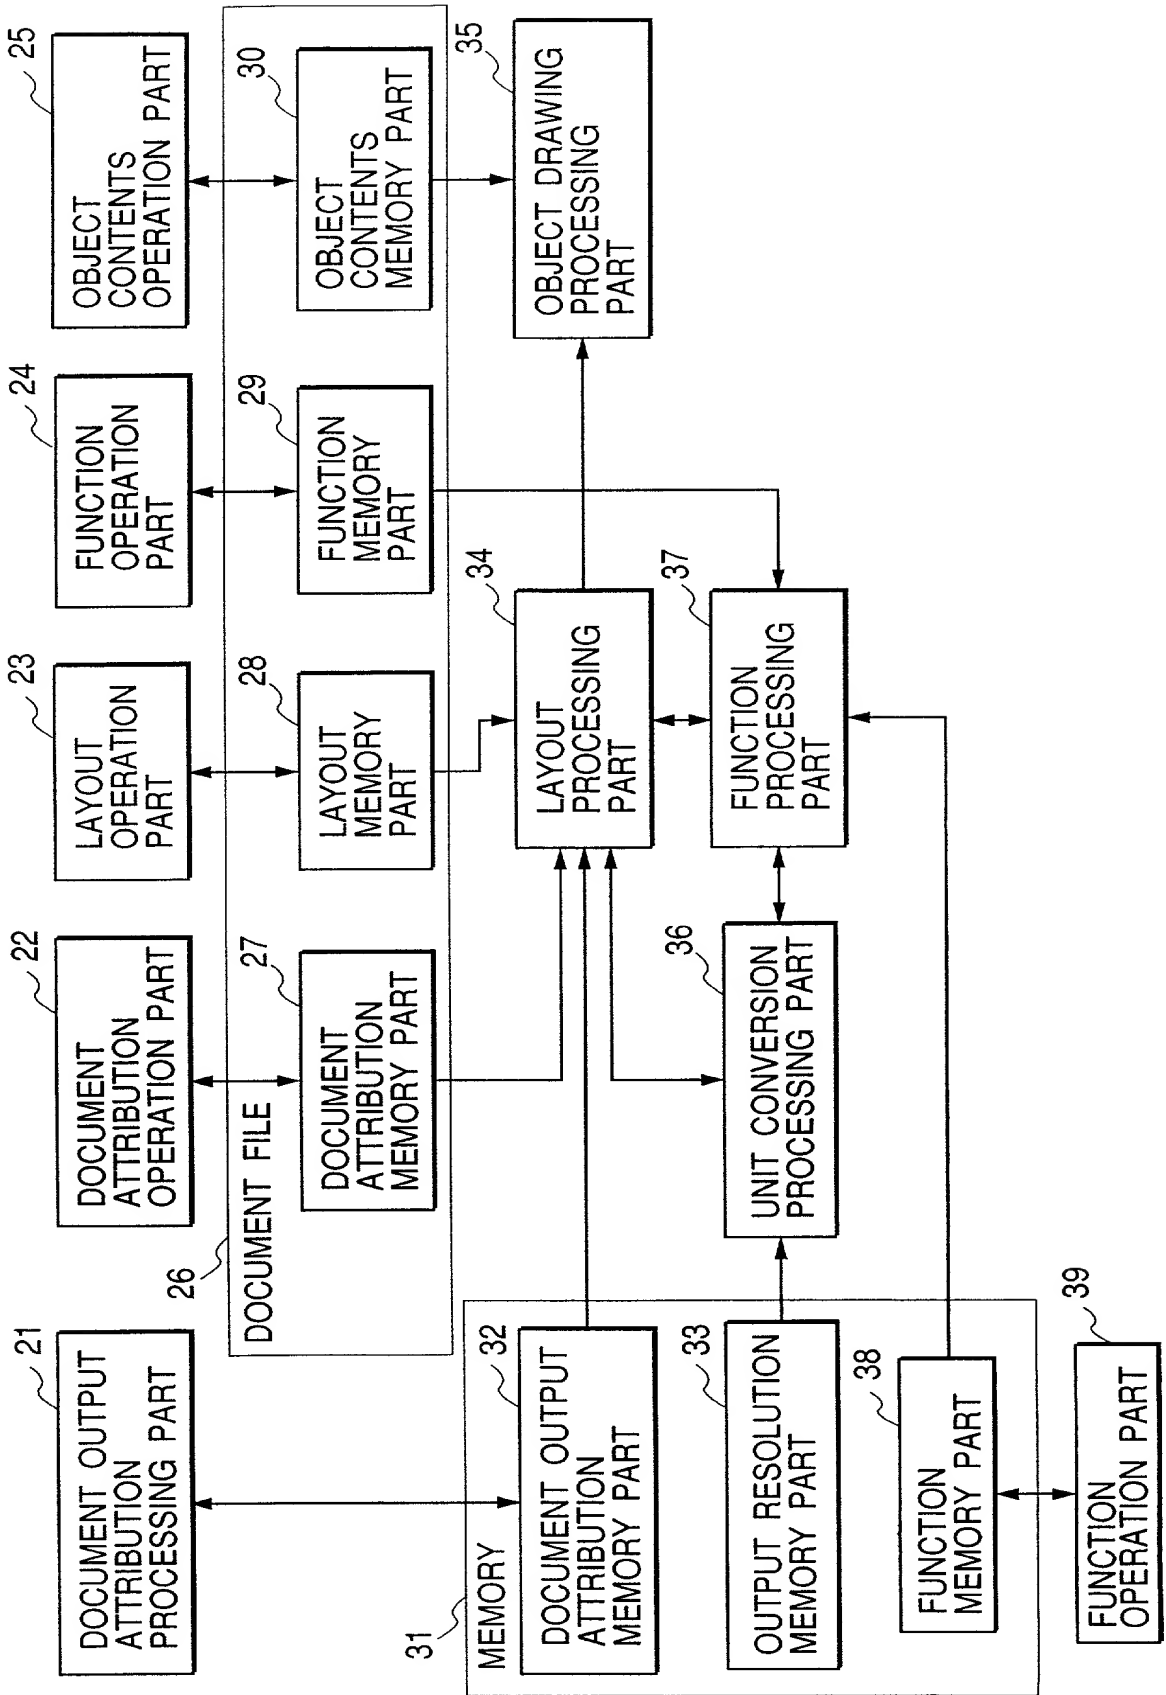 21
DOCUMENT OUTPUT
ATTRIBUTION
PROCESSING PART
22
DOCUMENT
ATTRIBUTION
OPERATION PART
23
LAYOUT
OPERATION
PART
24
FUNCTION
OPERATION
PART
25
OBJECT
CONTENTS
OPERATION PART
26
DOCUMENT FILE
27
DOCUMENT
ATTRIBUTION
MEMORY PART
28
LAYOUT
MEMORY
PART
29
FUNCTION
MEMORY
PART
30
OBJECT
CONTENTS
MEMORY PART
31
MEMORY
32
DOCUMENT OUTPUT
ATTRIBUTION
MEMORY PART
34
LAYOUT
PROCESSING
PART
35
OBJECT DRAWING
PROCESSING
PART
33
OUTPUT RESOLUTION
MEMORY PART
36
UNIT CONVERSION
PROCESSING PART
37
FUNCTION
PROCESSING
PART
38
FUNCTION
MEMORY PART
39
FUNCTION
OPERATION PART